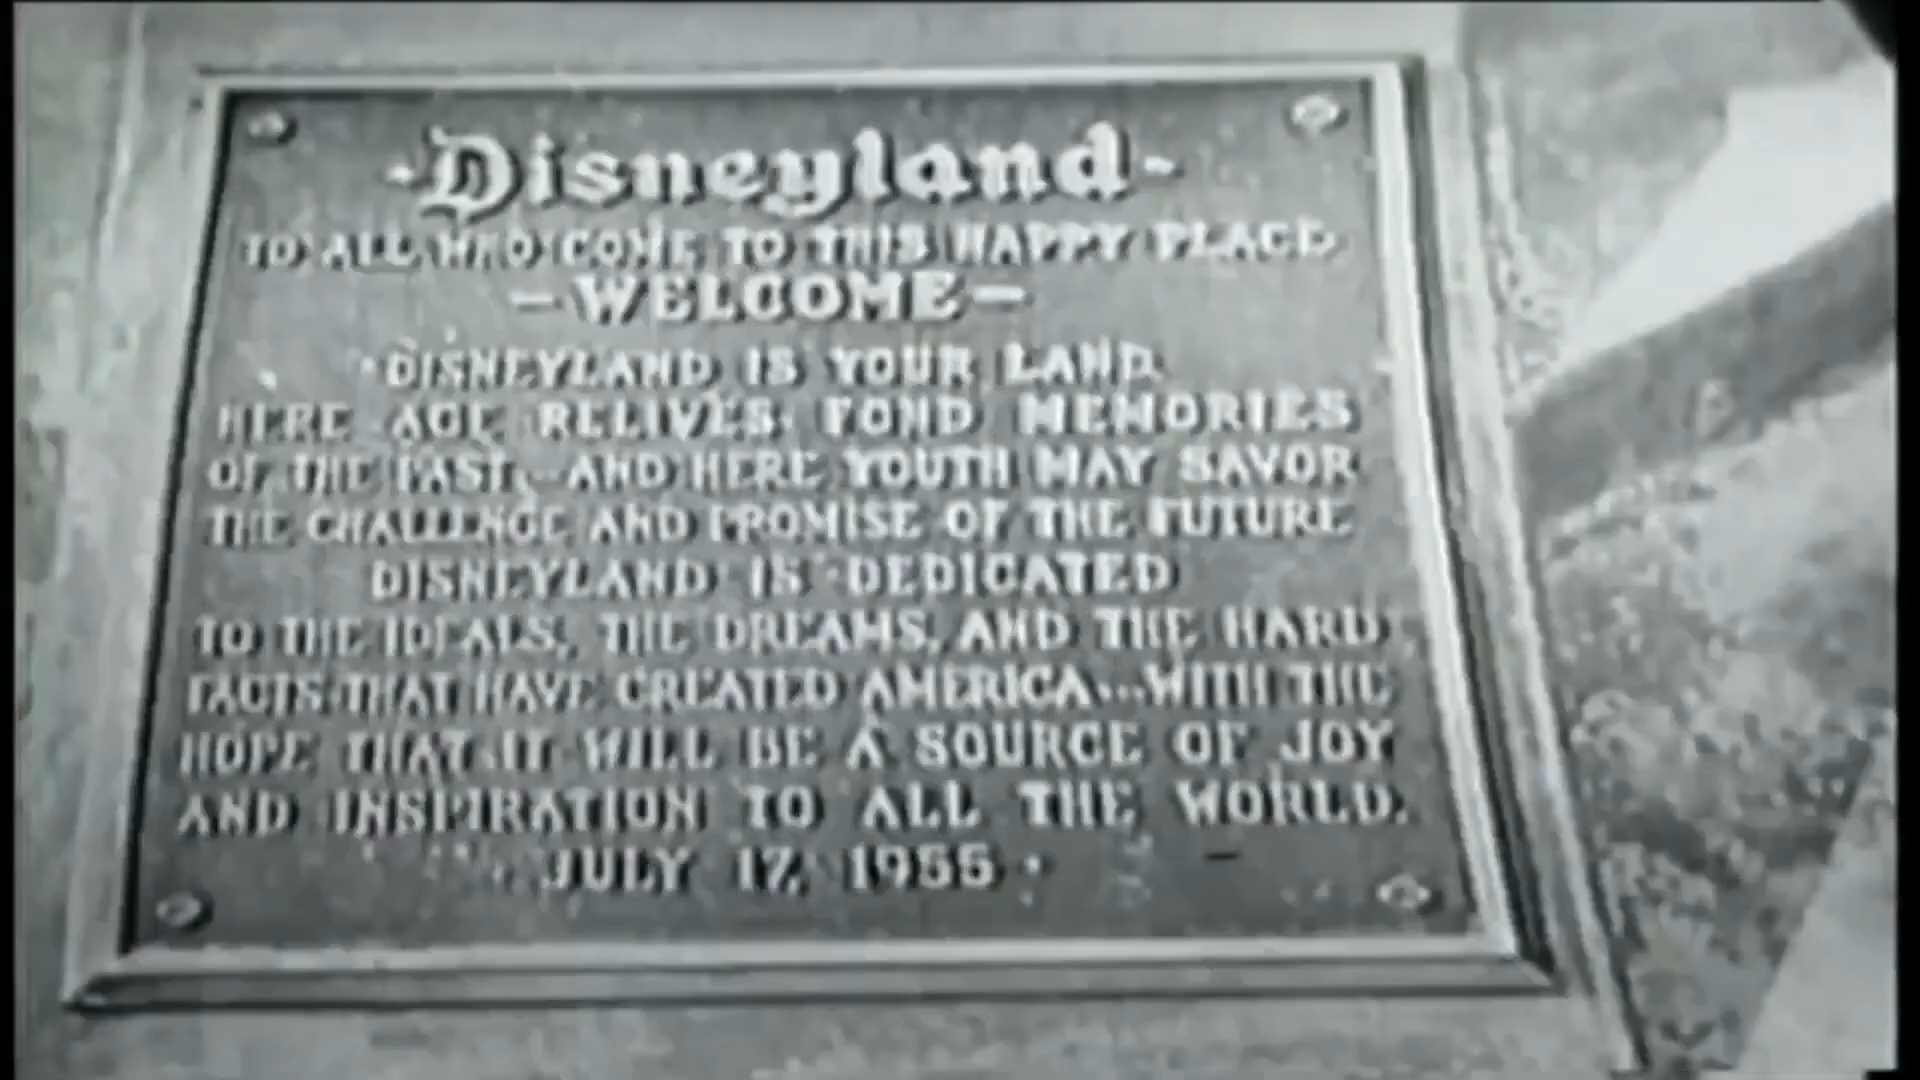 -Disneyland-
TO ALL WHO COME TO THIS HAPPY PLACE
-WELCOME-
DISNEYLAND IS YOUR LAND.
HERE AGE RELIVES FOND MEMORIES
OF THE PAST...AND HERE YOUTH MAY SAVOR
THE CHALLENGE AND PROMISE OF THE FUTURE
DISNEYLAND IS DEDICATED
TO THE IDEALS, THE DREAMS, AND THE HARD
FACTS THAT HAVE CREATED AMERICA...WITH THE
HOPE THAT IT WILL BE A SOURCE OF JOY
AND INSPIRATION TO ALL THE WORLD.
JULY 17, 1955